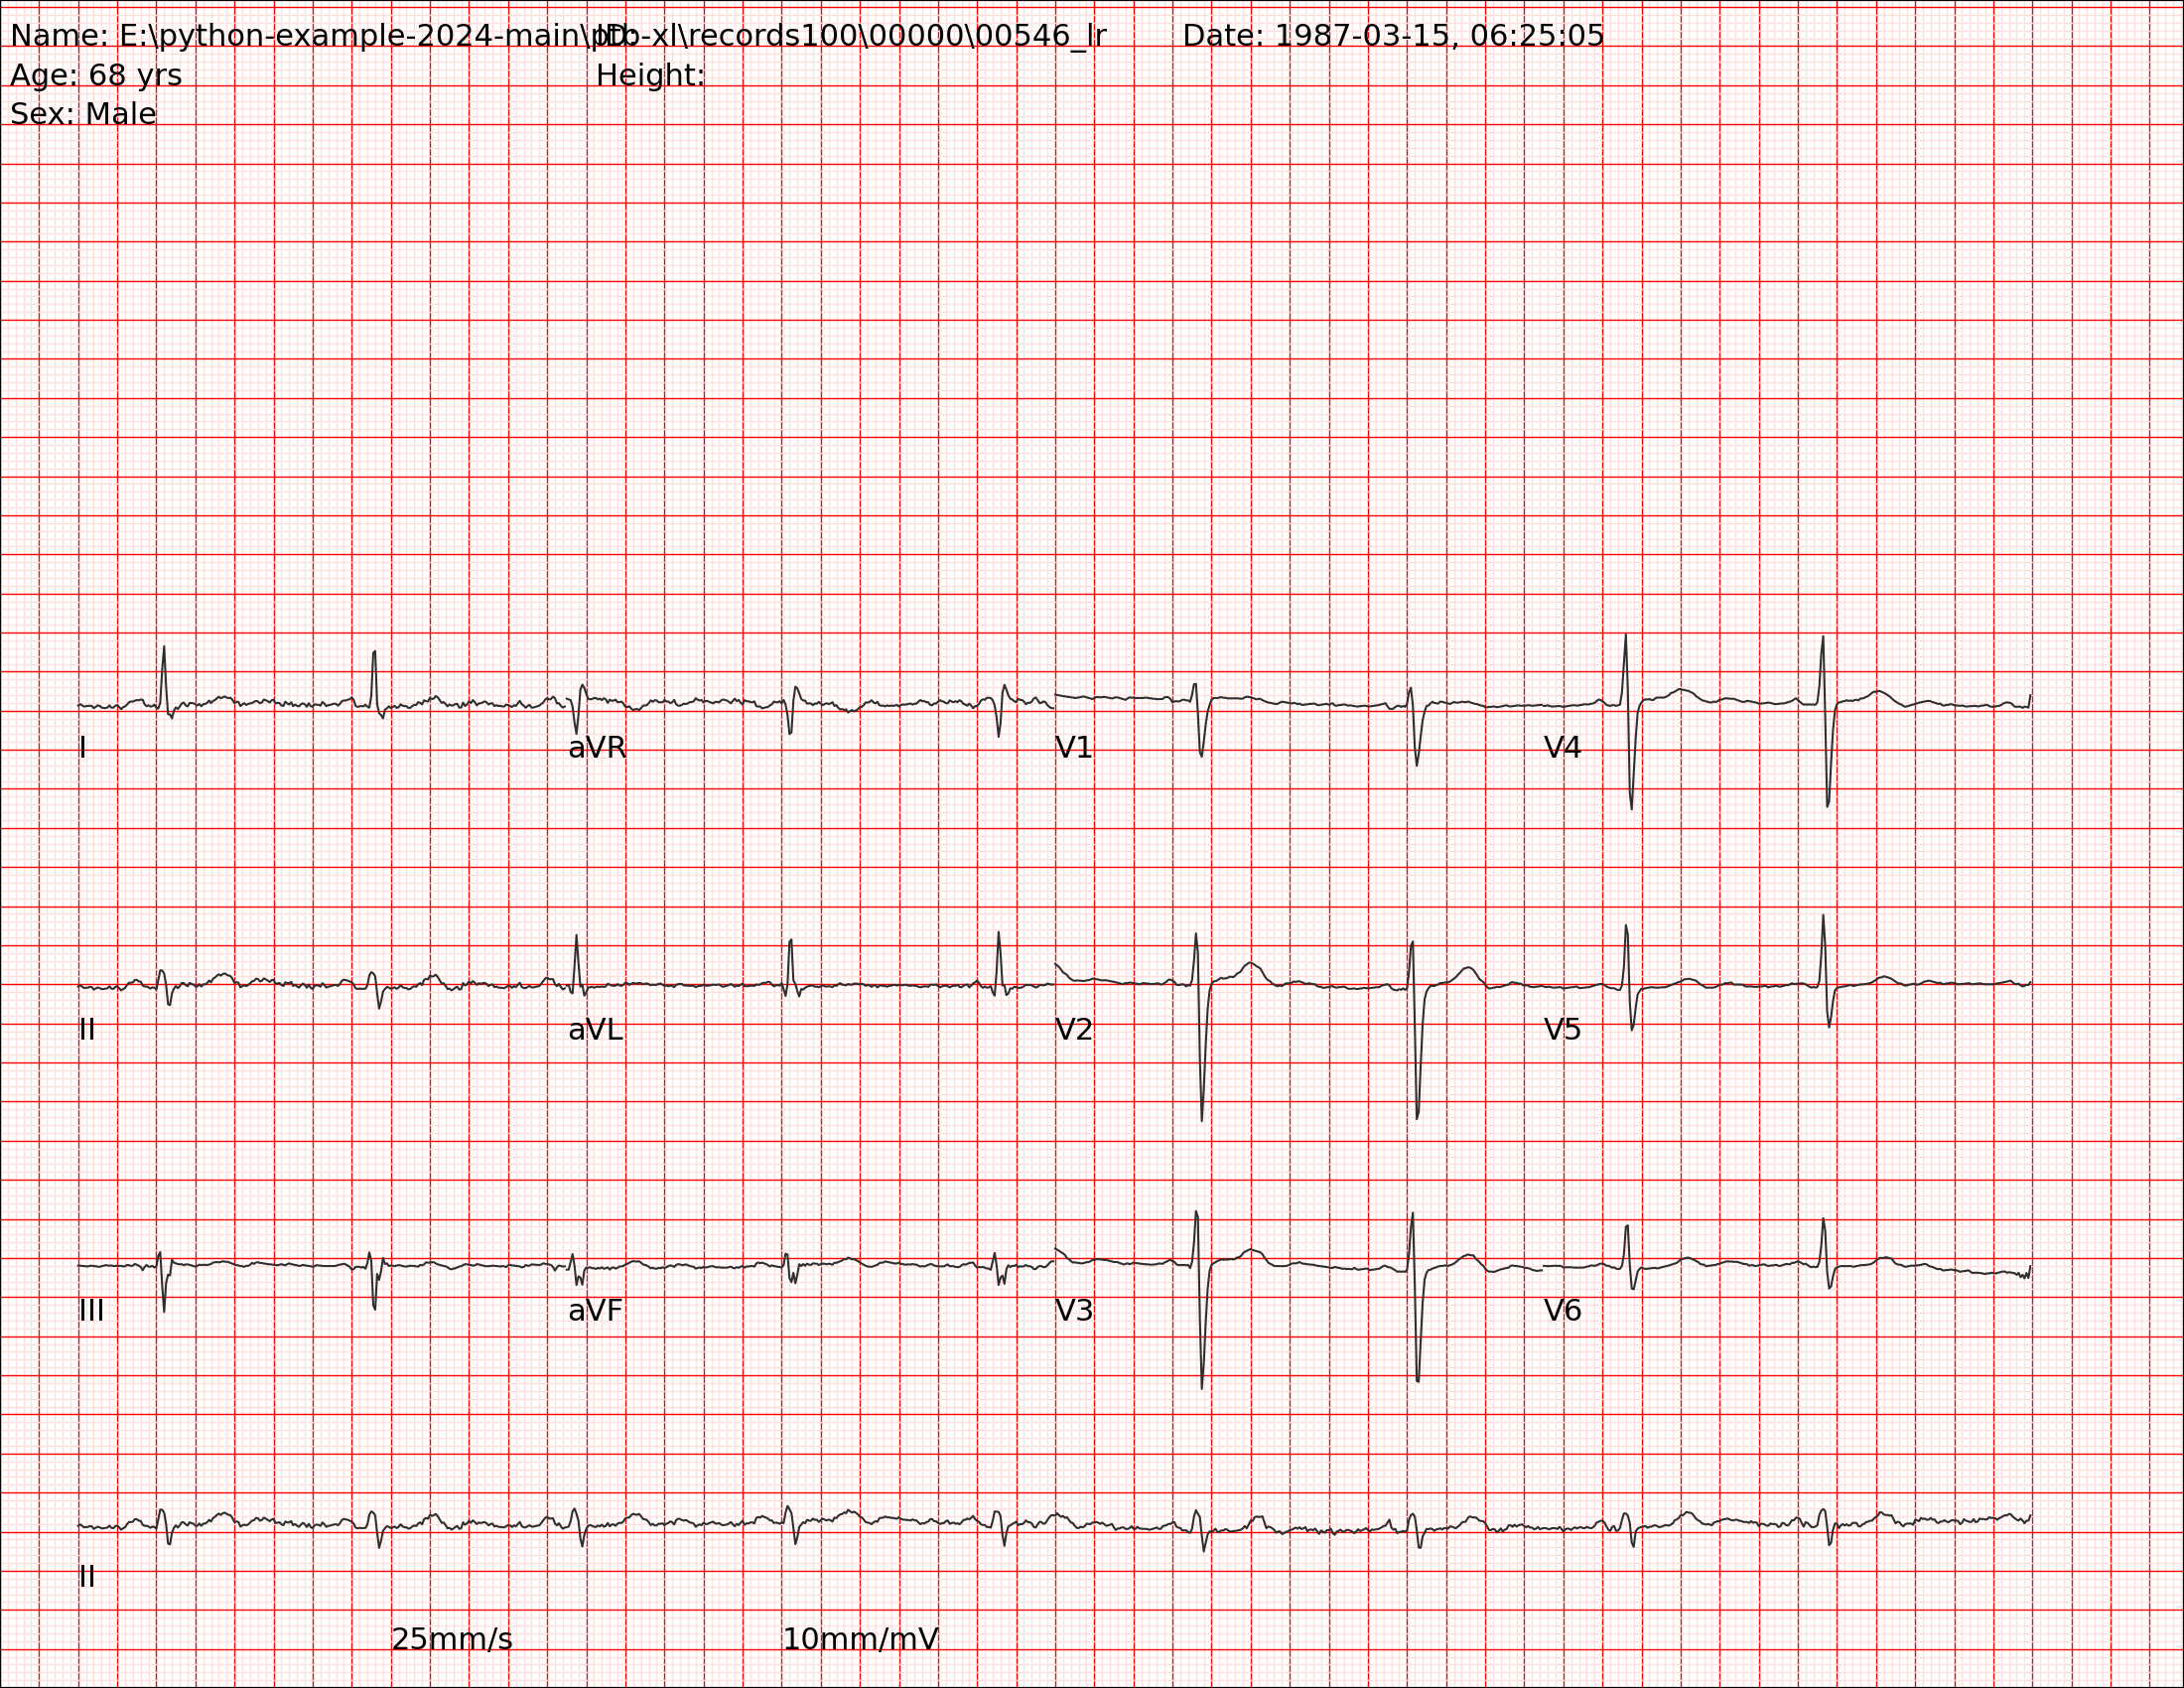 Name: E:\python-example-2024-main\ptb-xl\records100\00000\00546_lr ID: Date: 1987-03-15, 06:25:05
Age: 68 yrs Height:
Sex: Male
I aVR V1 V4
II aVL V2 V5
III aVF V3 V6
II
25mm/s 10mm/mV